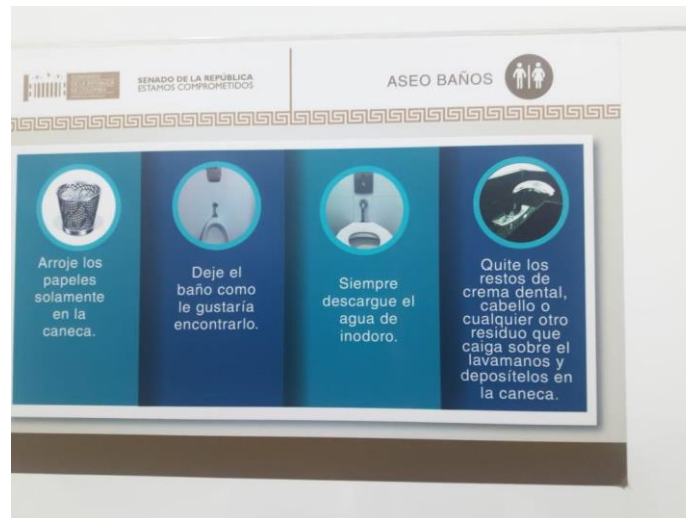 SENADO DE LA REPÚBLICA
ESTAMOS COMPROMETIDOS
ASEO BAÑOS
Arroje los
papeles
solamente
en la
caneca.
Deje el
baño como
le gustaría
encontrarlo.
Siempre
descargue el
agua de
inodoro.
Quite los
restos de
crema dental,
cabello o
cualquier otro
residuo que
caiga sobre el
lavamanos y
deposítelos en
la caneca.